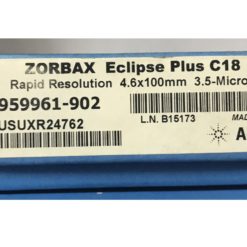 ZORBAX Eclipse Plus C18
Rapid Resolution 4.6x100mm 3.5-Micro
959961-902
USUXR24762
L.N. B15173
A